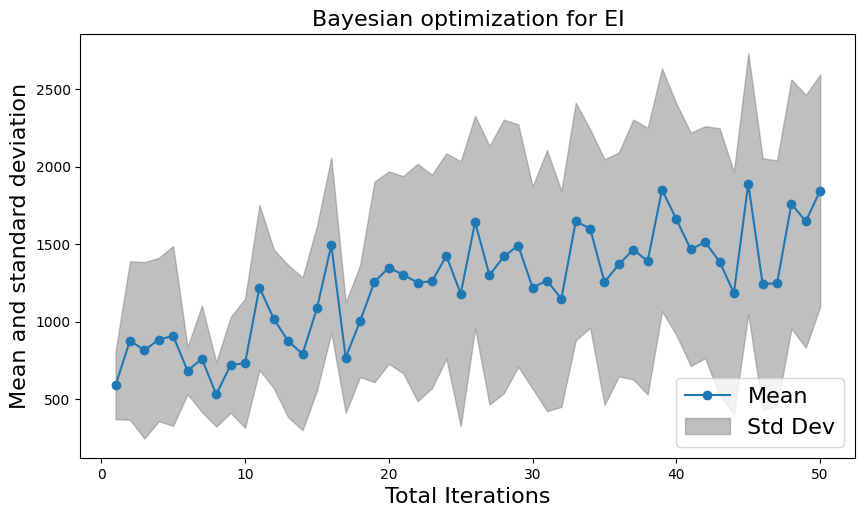 Bayesian optimization for EI
Mean and standard deviation
2500
2000
1500
1000
500
Mean
Std Dev
0
10
20
30
40
50
Total Iterations